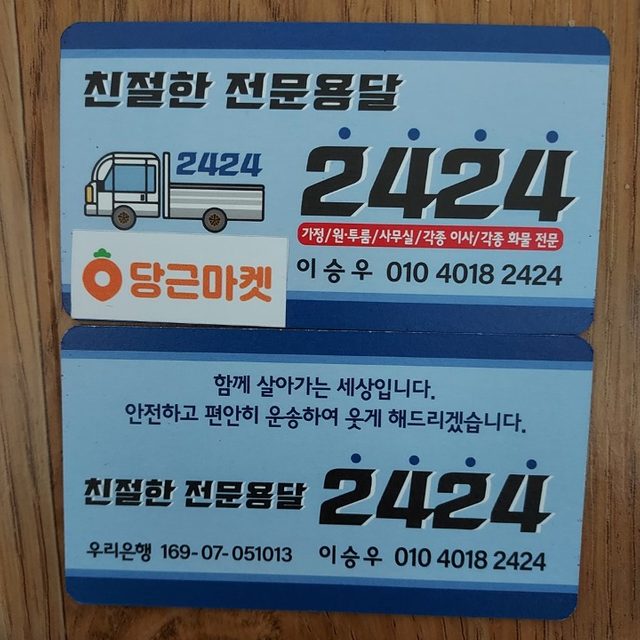 친절한 전문용달
2424
2424
가정/원·투룸/사무실/각종 이사/각종 화물 전문
당근마켓
이승우 010 4018 2424
함께 살아가는 세상입니다.
안전하고 편안히 운송하여 웃게 해드리겠습니다.
친절한 전문용달 2424
우리은행 169-07-051013 이승우 010 4018 2424